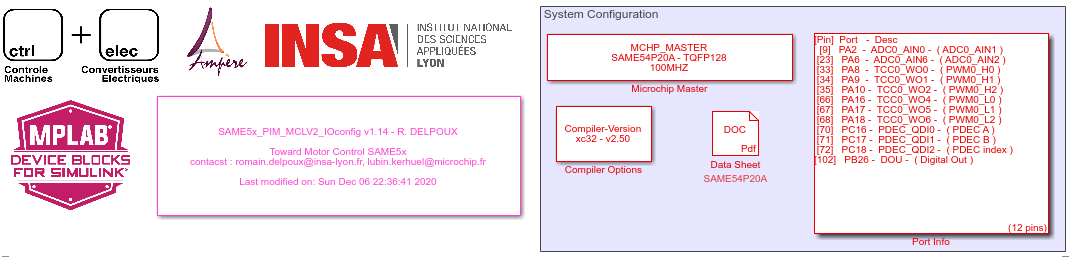 ctrl
+
elec
Controle
Machines
Convertisseurs
Electriques
Ampère
INSA
INSTITUT NATIONAL
DES SCIENCES
APPLIQUÉES
LYON
MPLAB®
DEVICE BLOCKS
FOR SIMULINK®
SAME5x_PIM_MCLV2_IOconfig v1.14 - R. DELPOUX
Toward Motor Control SAME5x
contacst : romain.delpoux@insa-lyon.fr, lubin.kerhuel@microchip.fr
Last modified on: Sun Dec 06 22:36:41 2020
System Configuration
MCHP_MASTER
SAME54P20A - TQFP128
100MHZ
Microchip Master
Compiler-Version
xc32 - v2.50
Compiler Options
DOC
Pdf
Data Sheet
SAME54P20A
[Pin] Port - Desc
[9] PA2 - ADC0_AIN0 - ( ADC0_AIN1 )
[23] PA6 - ADC0_AIN6 - ( ADC0_AIN2 )
[33] PA8 - TCC0_WO0 - ( PWM0_H0 )
[34] PA9 - TCC0_WO1 - ( PWM0_H1 )
[35] PA10 - TCC0_WO2 - ( PWM0_H2 )
[66] PA16 - TCC0_WO4 - ( PWM0_L0 )
[67] PA17 - TCC0_WO5 - ( PWM0_L1 )
[68] PA18 - TCC0_WO6 - ( PWM0_L2 )
[70] PC16 - PDEC_QDI0 - ( PDEC A )
[71] PC17 - PDEC_QDI1 - ( PDEC B )
[72] PC18 - PDEC_QDI2 - ( PDEC index )
[102] PB26 - DOU - ( Digital Out )
(12 pins)
Port Info